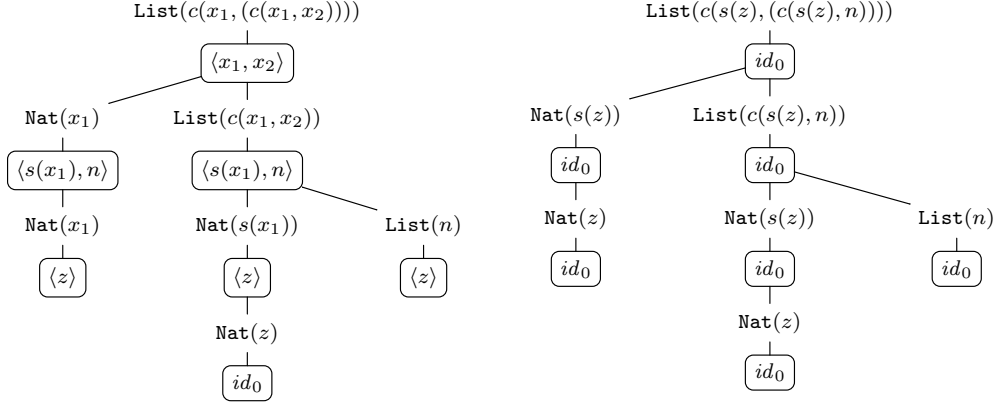 List(c(x₁, (c(x₁, x₂)))) List(c(s(z), (c(s(z), n))))
⟨x₁, x₂⟩ id₀
Nat(x₁) List(c(x₁, x₂)) Nat(s(z)) List(c(s(z), n))
⟨s(x₁), n⟩ ⟨s(x₁), n⟩ id₀ id₀
Nat(x₁) Nat(s(x₁)) List(n) Nat(z) Nat(s(z)) List(n)
⟨z⟩ ⟨z⟩ ⟨z⟩ id₀ id₀ id₀
Nat(z) Nat(z)
id₀ id₀